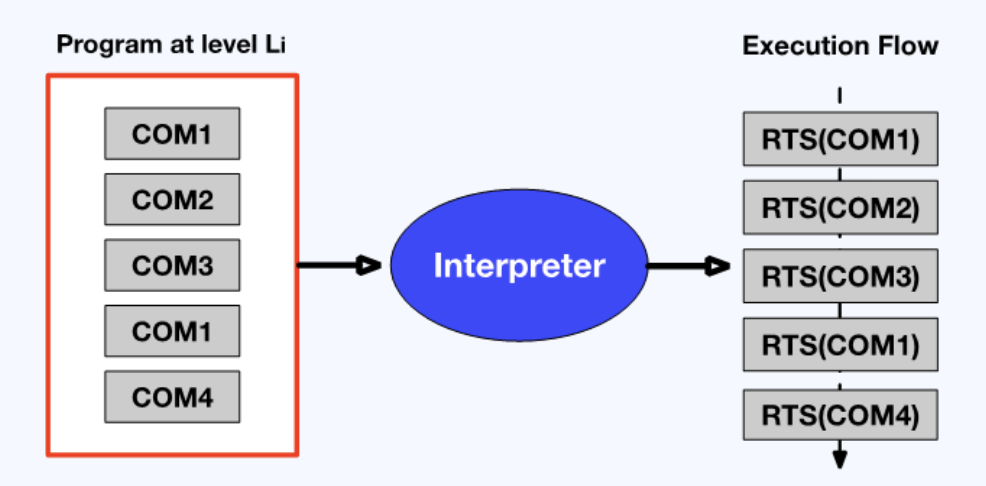 Program at level Li
COM1
COM2
COM3
COM1
COM4
Interpreter
Execution Flow
RTS(COM1)
RTS(COM2)
RTS(COM3)
RTS(COM1)
RTS(COM4)